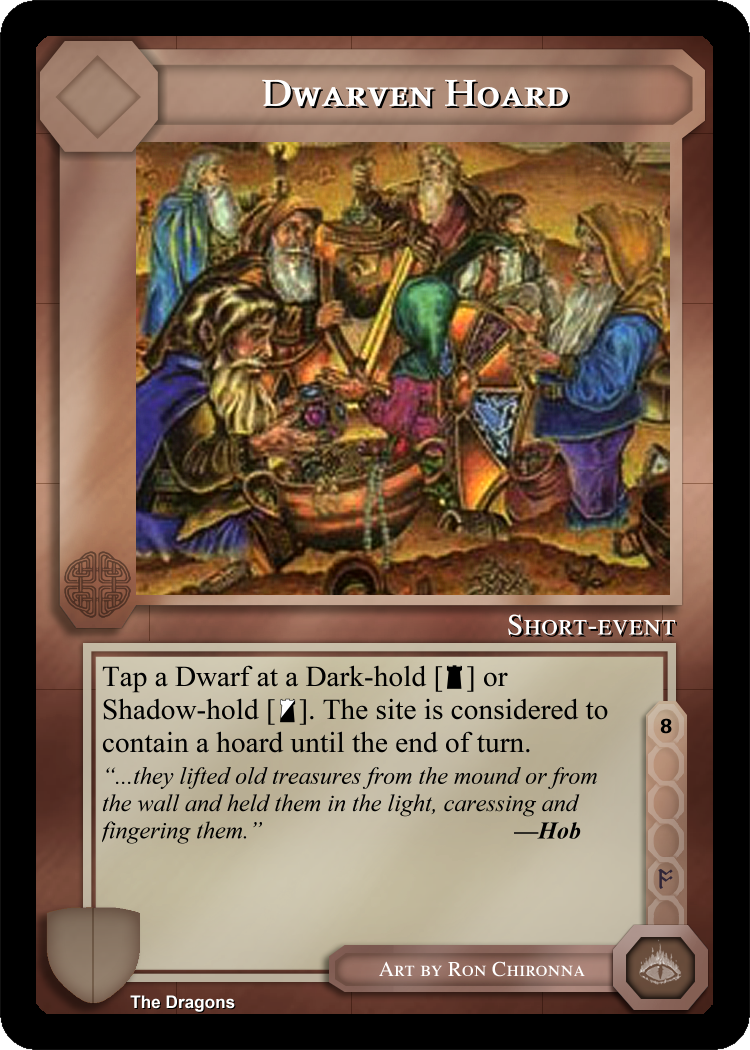 Dwarven Hoard
Short-event
Tap a Dwarf at a Dark-hold [ ] or
Shadow-hold [ ]. The site is considered to
contain a hoard until the end of turn.
“...they lifted old treasures from the mound or from
the wall and held them in the light, caressing and
fingering them.” —Hob
8
ᚠ
Art by Ron Chironna
The Dragons